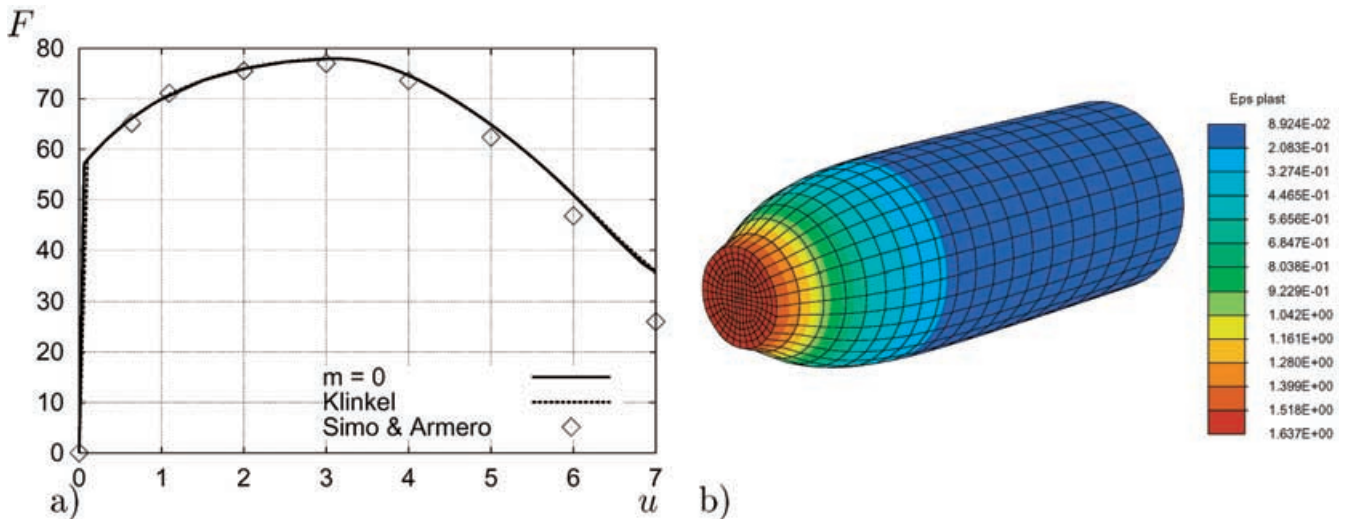 F
80
70
60
50
40
30
20
10
0
0 1 2 3 4 5 6 7
m = 0
Klinkel
Simo & Armero
a)
u
Eps plast
8.924E-02
2.083E-01
3.274E-01
4.465E-01
5.656E-01
6.847E-01
8.038E-01
9.229E-01
1.042E+00
1.161E+00
1.280E+00
1.399E+00
1.518E+00
1.637E+00
b)